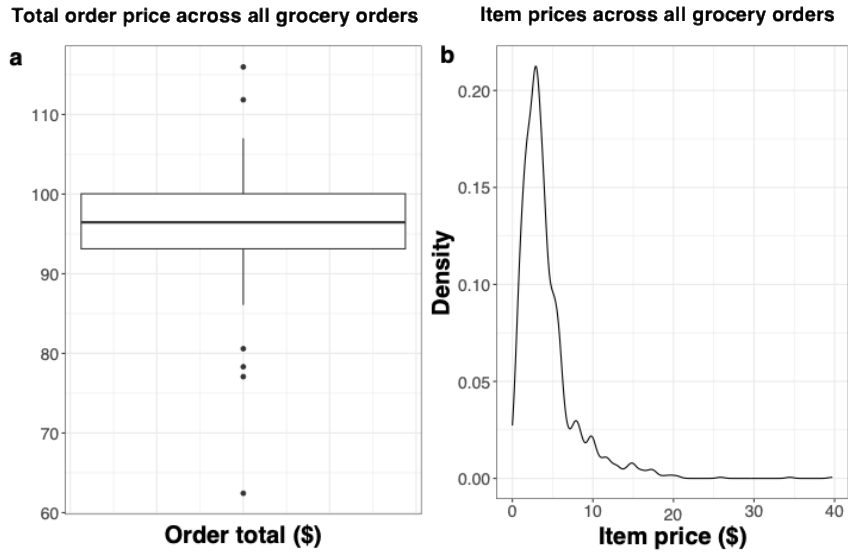 Total order price across all grocery orders
Item prices across all grocery orders
a
110
100
90
80
70
60
Order total ($)
b
Density
0.20
0.15
0.10
0.05
0.00
0
10
20
30
40
Item price ($)